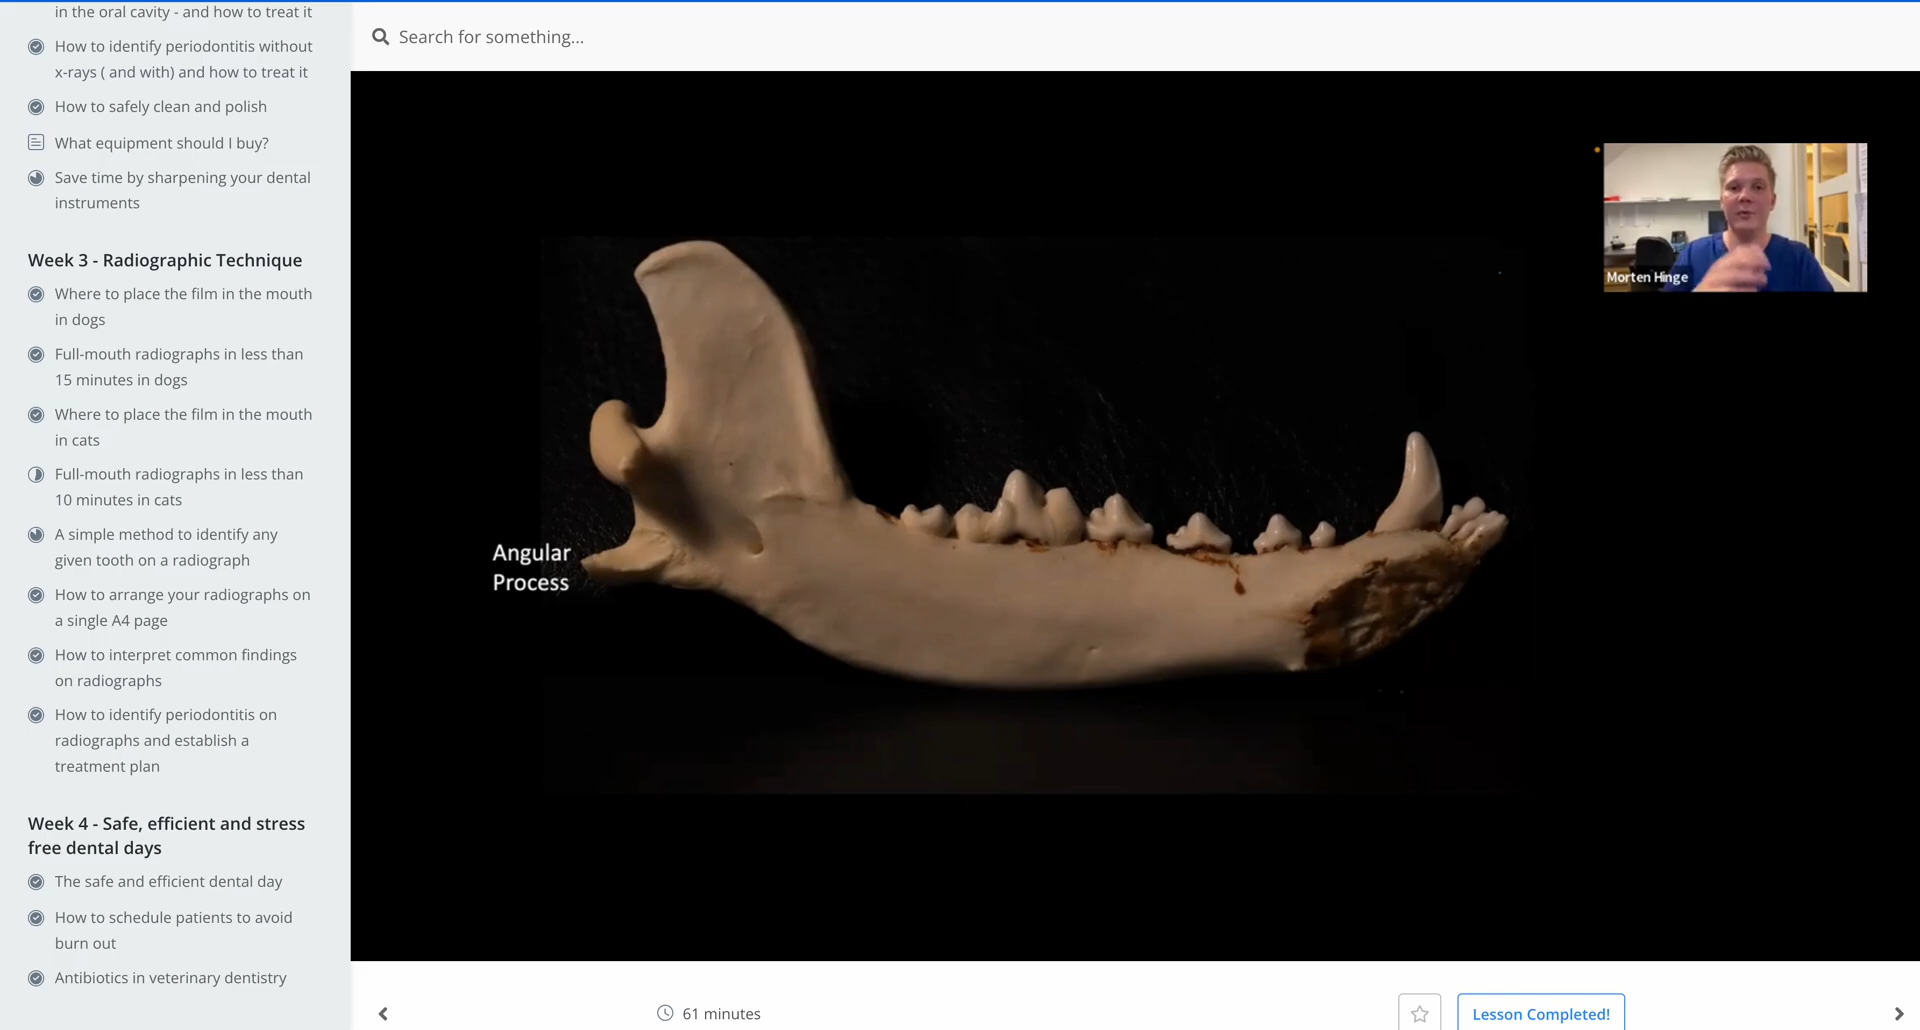 in the oral cavity - and how to treat it
How to identify periodontitis without
x-rays ( and with) and how to treat it
How to safely clean and polish
What equipment should I buy?
Save time by sharpening your dental
instruments
Week 3 - Radiographic Technique
Where to place the film in the mouth
in dogs
Full-mouth radiographs in less than
15 minutes in dogs
Where to place the film in the mouth
in cats
Full-mouth radiographs in less than
10 minutes in cats
A simple method to identify any
given tooth on a radiograph
How to arrange your radiographs on
a single A4 page
How to interpret common findings
on radiographs
How to identify periodontitis on
radiographs and establish a
treatment plan
Week 4 - Safe, efficient and stress
free dental days
The safe and efficient dental day
How to schedule patients to avoid
burn out
Antibiotics in veterinary dentistry
Search for something...
Morten Hinge
Angular
Process
61 minutes
Lesson Completed!